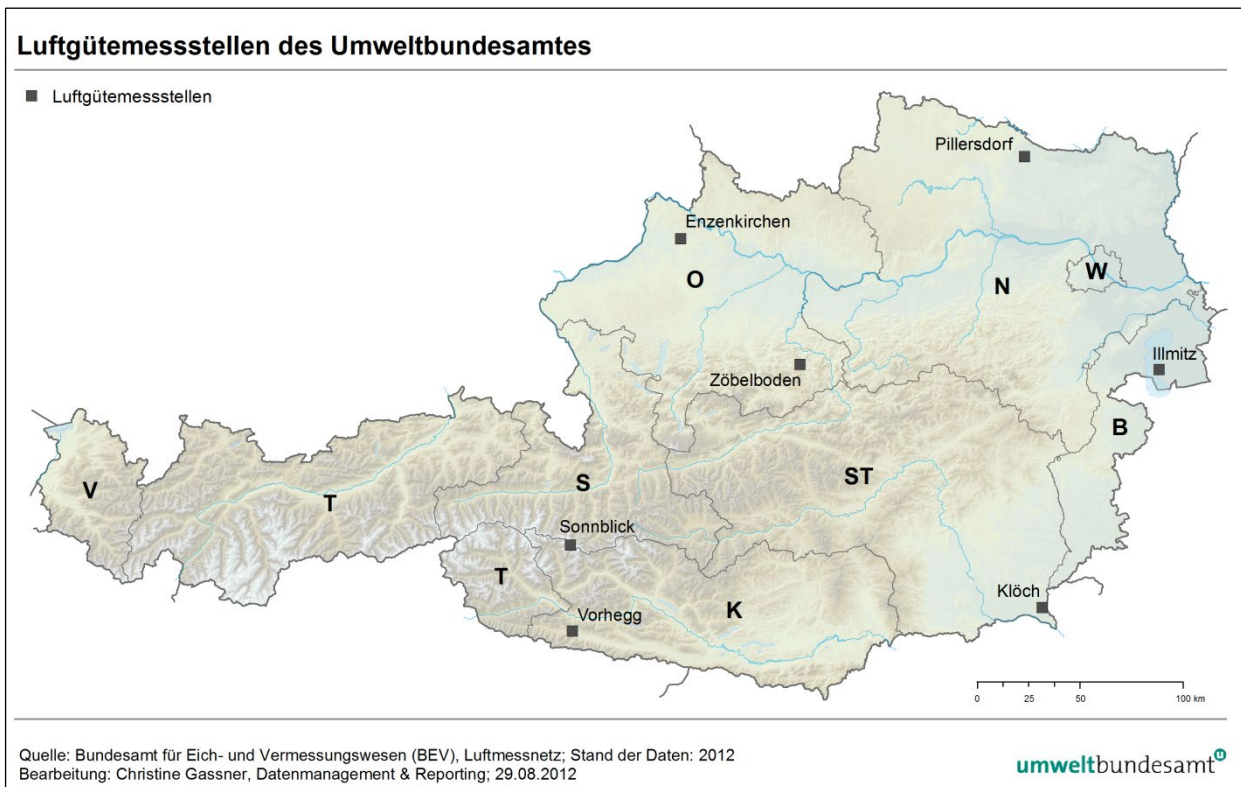 Luftgütemessstellen des Umweltbundesamtes
Luftgütemessstellen
Pillersdorf
Enzenkirchen
O
N
W
Zöbelboden
Illmitz
B
V
T
S
ST
Sonnblick
T
K
Vorhegg
Klöch
0 25 50 100 km
Quelle: Bundesamt für Eich- und Vermessungswesen (BEV), Luftmessnetz; Stand der Daten: 2012
Bearbeitung: Christine Gassner, Datenmanagement & Reporting; 29.08.2012
umweltbundesamt u